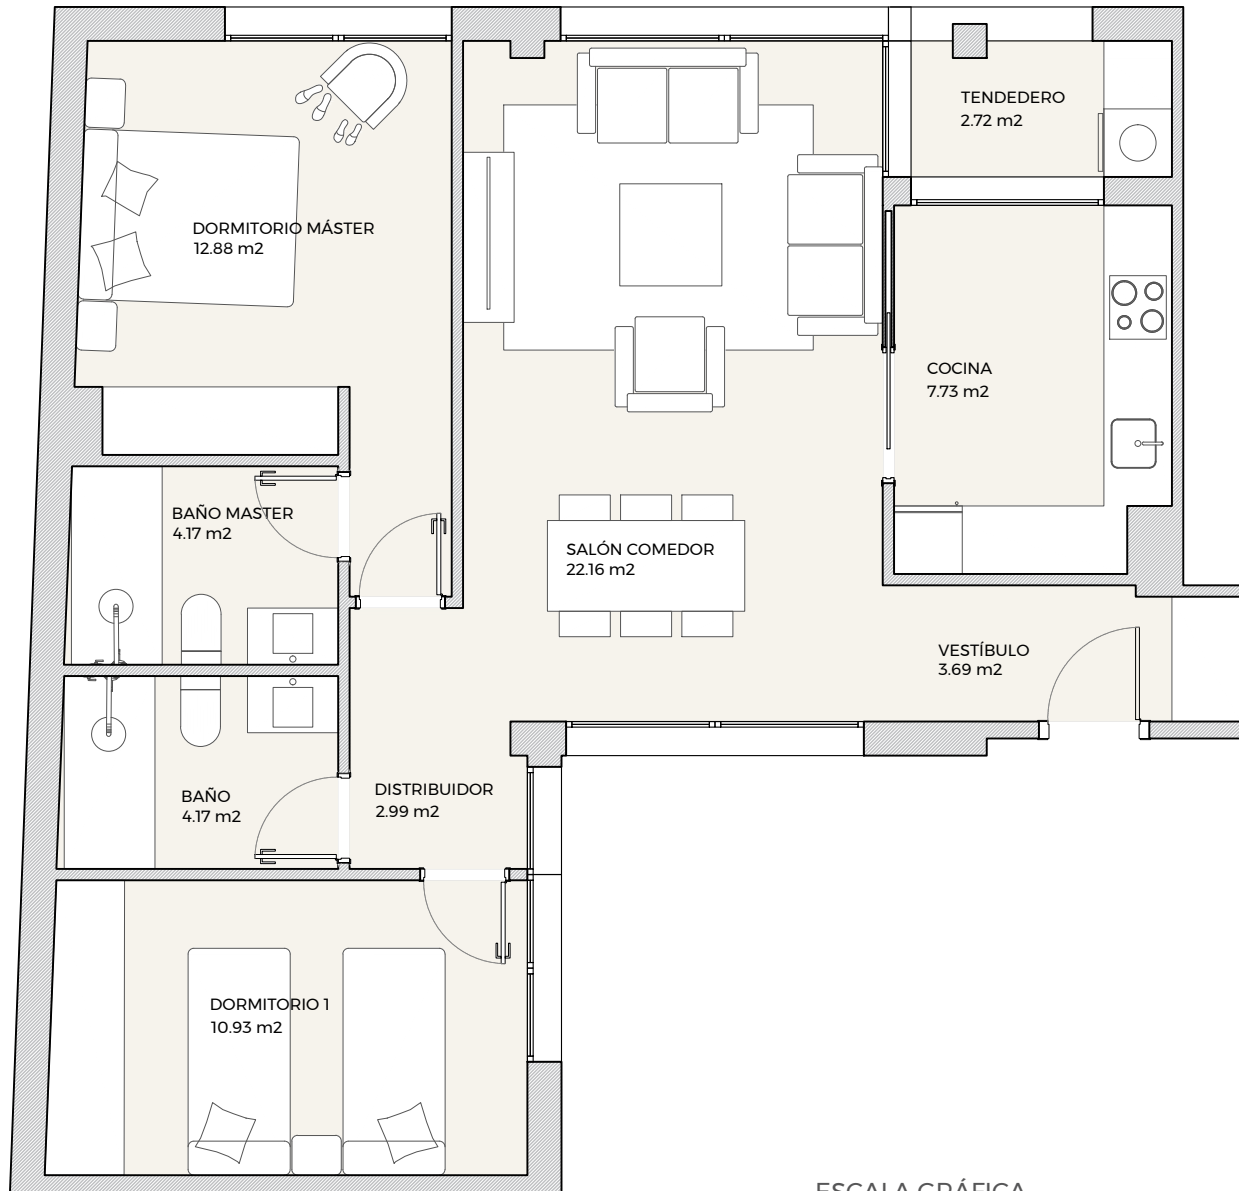 TENDEDERO
2.72 m2
DORMITORIO MÁSTER
12.88 m2
COCINA
7.73 m2
BAÑO MASTER
4.17 m2
SALÓN COMEDOR
22.16 m2
VESTÍBULO
3.69 m2
BAÑO
4.17 m2
DISTRIBUIDOR
2.99 m2
DORMITORIO 1
10.93 m2
ESCALA GRÁFICA